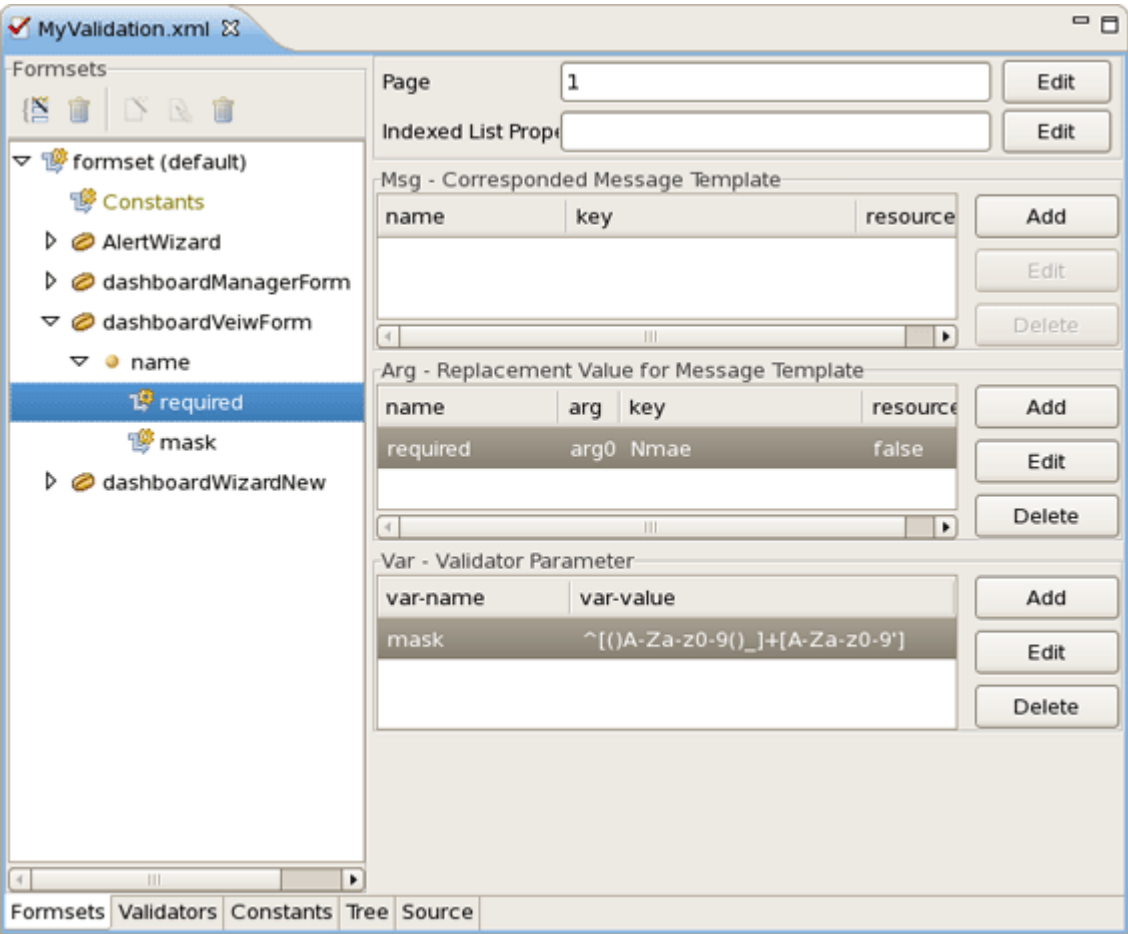 MyValidation.xml
Formsets
formset (default)
Constants
AlertWizard
dashboardManagerForm
dashboardVeiwForm
name
required
mask
dashboardWizardNew
Page 1 Edit
Indexed List Prope Edit
Msg - Corresponded Message Template
name key resource Add
Edit
Delete
Arg - Replacement Value for Message Template
name arg key resource Add
required arg0 Nmae false
Edit
Delete
Var - Validator Parameter
var-name var-value Add
mask ^[()A-Za-z0-9()_]+[A-Za-z0-9']
Edit
Delete
Formsets Validators Constants Tree Source